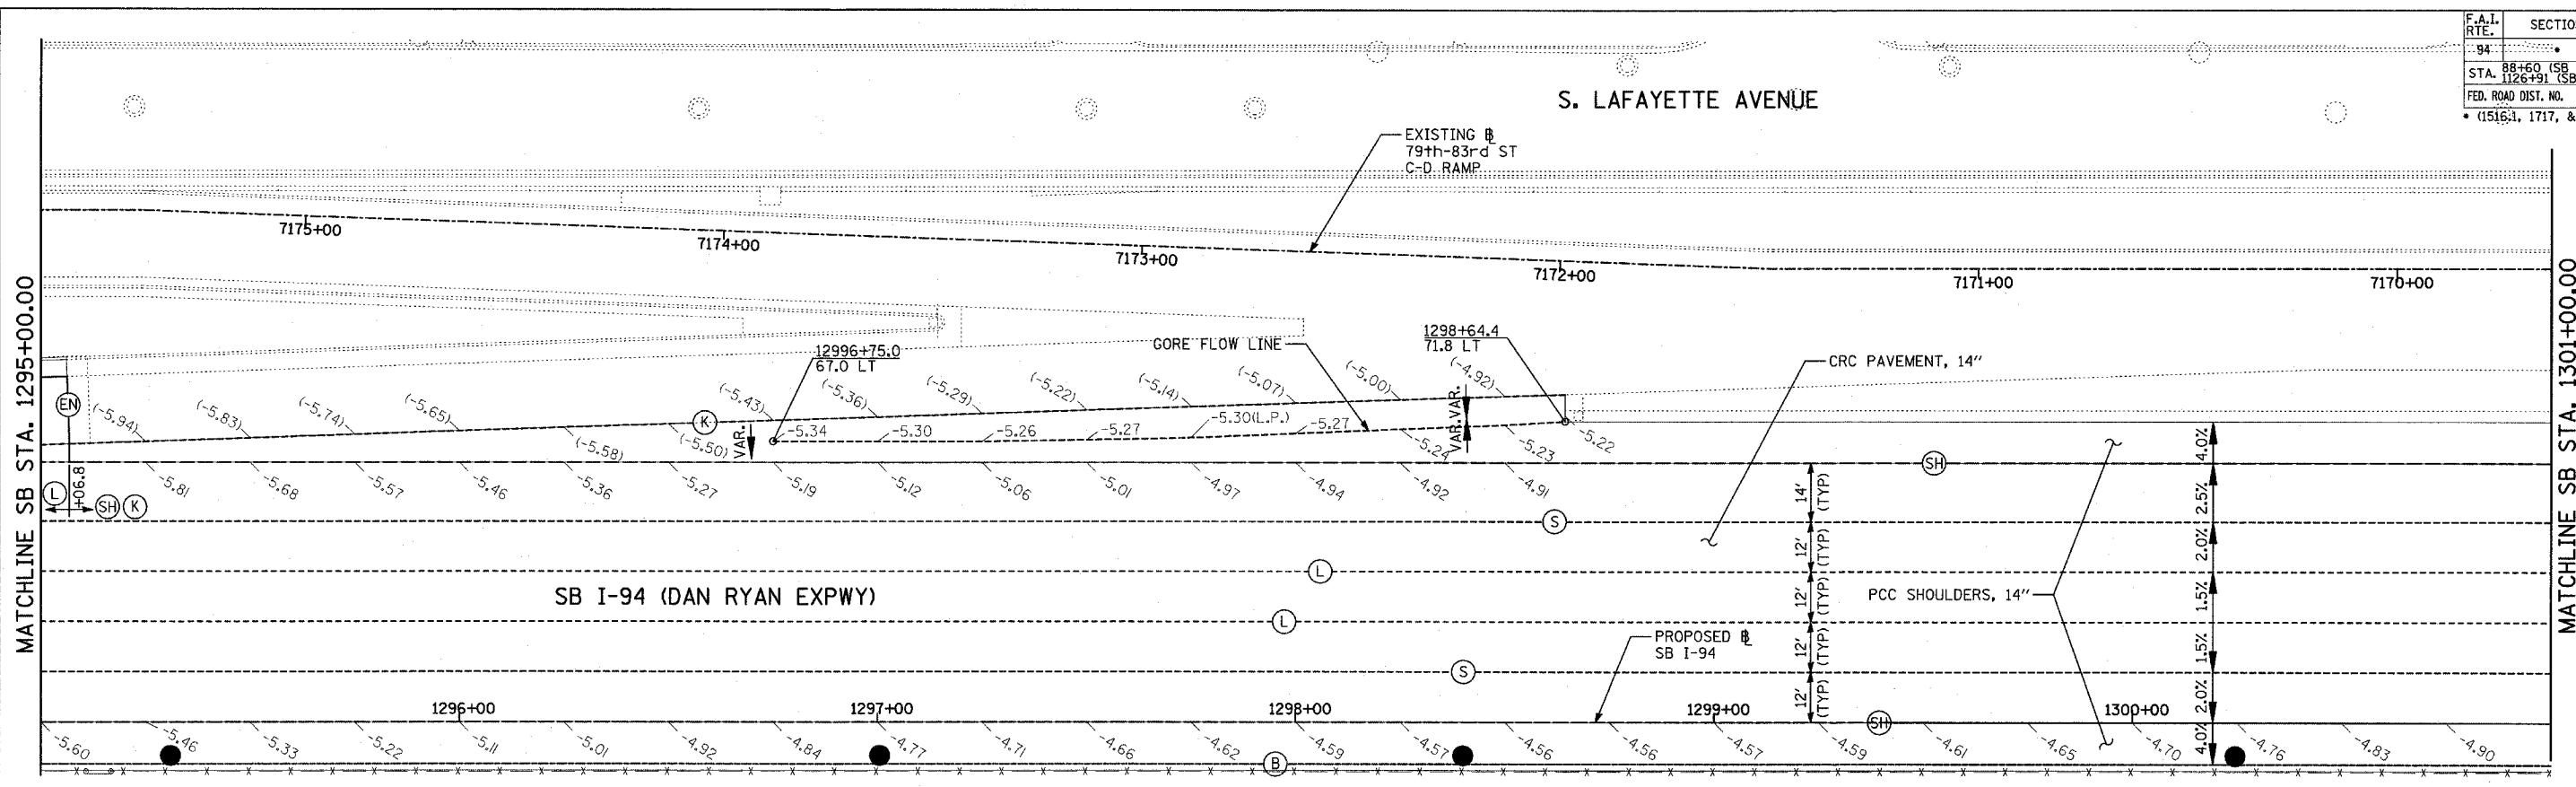 F.A.I.
RTE.
SECTIO
94
•
STA. 88+60 (SB
1126+91 (SB
FED. ROAD DIST. NO.
• (1516.1, 1717, &
S. LAFAYETTE AVENUE
EXISTING ℄
79th-83rd ST
C-D RAMP
7175+00
7174+00
7173+00
7172+00
7171+00
7170+00
MATCHLINE SB STA. 1295+00.00
MATCHLINE SB STA. 1301+00.00
12996+75.0
67.0 LT
GORE FLOW LINE
1298+64.4
71.8 LT
CRC PAVEMENT, 14"
EN
(-5.94)
(-5.83)
(-5.74)
(-5.65)
(-5.58)
(-5.50)
(-5.43)
(-5.36)
(-5.29)
(-5.22)
(-5.14)
(-5.07)
(-5.00)
(-4.92)
K
VAR.
-5.34
-5.30
-5.26
-5.27
-5.30(L.P.)
-5.27
-5.24
-5.23
-5.22
VAR.
VAR.
L
+06.8
SH
K
-5.81
-5.68
-5.57
-5.46
-5.36
-5.27
-5.19
-5.12
-5.06
-5.01
-4.97
-4.94
-4.92
-4.91
SH
S
L
L
S
14'
(TYP)
12'
(TYP)
12'
(TYP)
12'
(TYP)
12'
(TYP)
4.0%
2.5%
2.0%
1.5%
1.5%
2.0%
4.0%
SB I-94 (DAN RYAN EXPWY)
PCC SHOULDERS, 14"
PROPOSED ℄
SB I-94
1296+00
1297+00
1298+00
1299+00
1300+00
SH
-5.60
-5.46
-5.33
-5.22
-5.11
-5.01
-4.92
-4.84
-4.77
-4.71
-4.66
-4.62
-4.59
-4.57
-4.56
-4.56
-4.57
-4.59
-4.61
-4.65
-4.70
-4.76
-4.83
-4.90
B